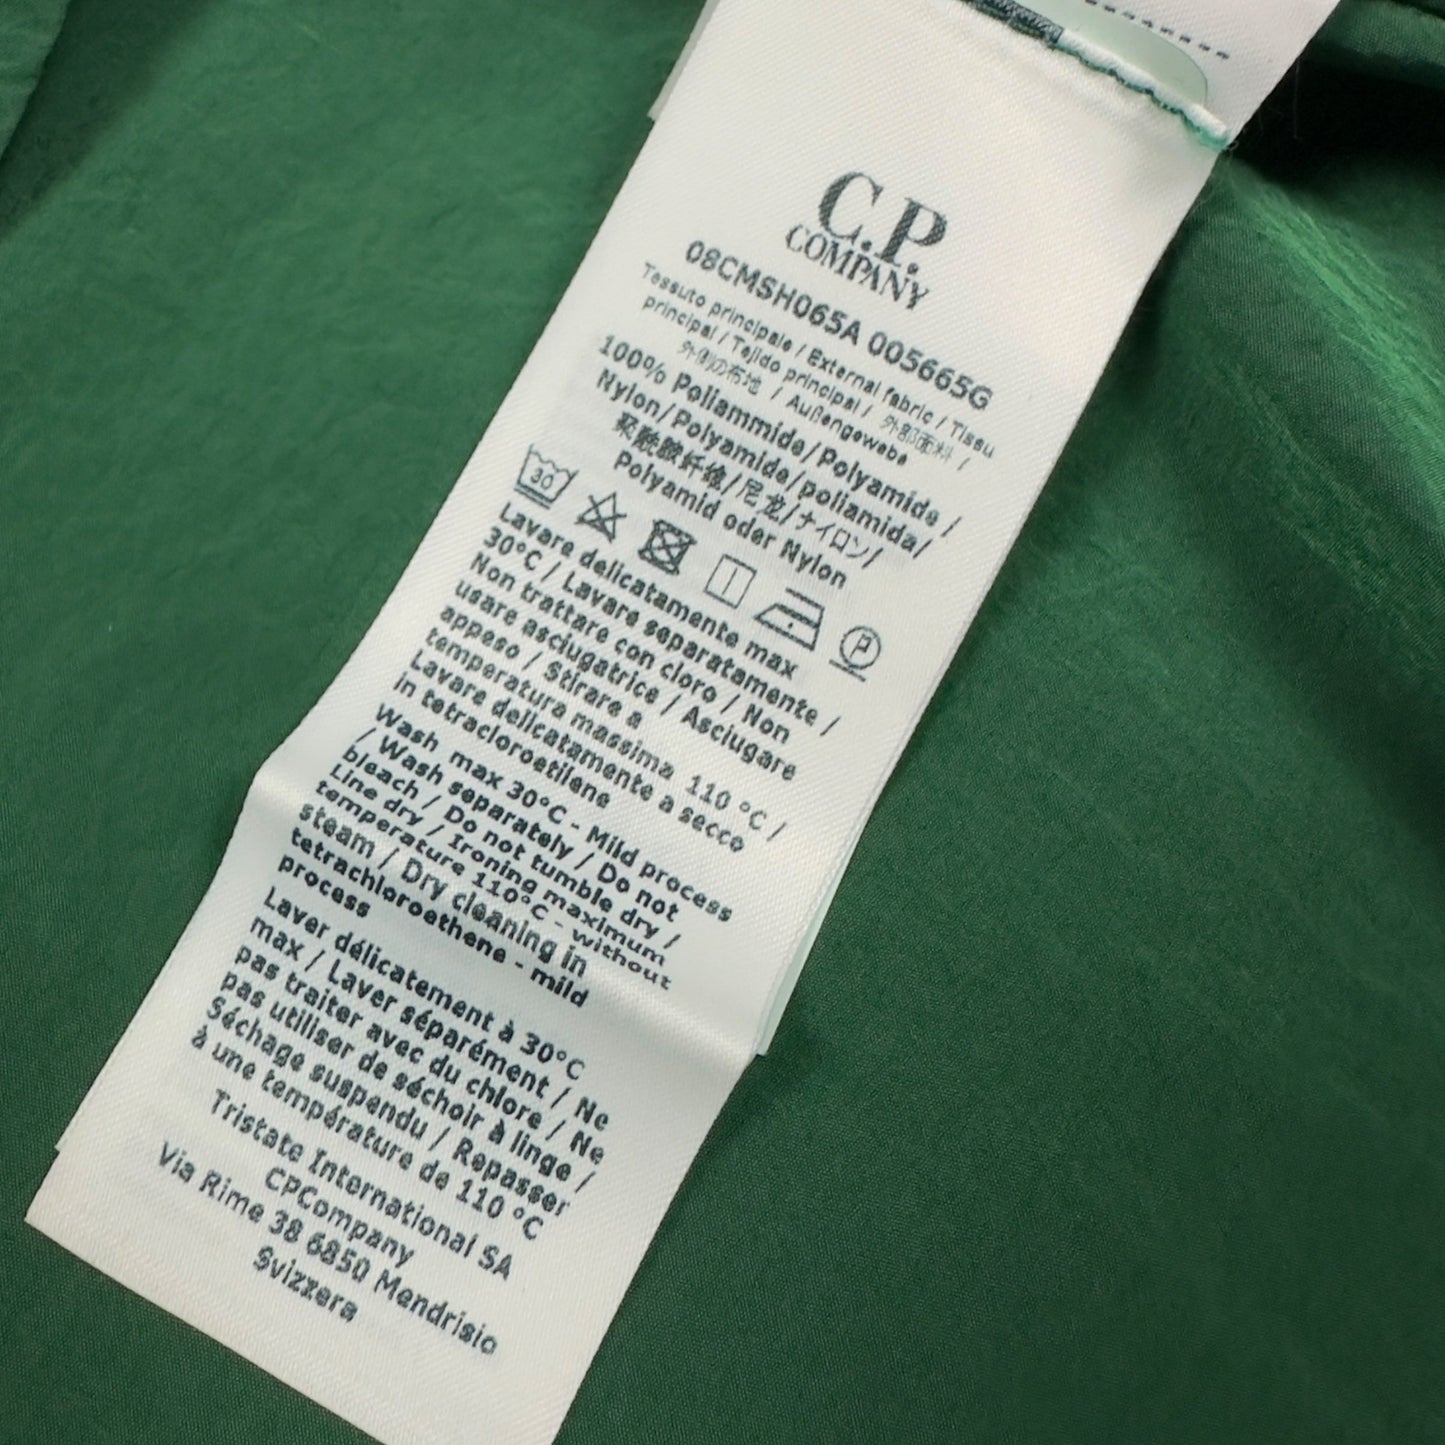 C.P.
COMPANY
08CMSH065A 005665G
Tessuto principale / External fabric / Tissu
principal / Tejido principal / 外部面料 /
外側の布地 / Außengewebe
100% Poliammide/Polyamide /
Nylon/Polyamide/poliamida/
聚酰胺纤维/尼龙/ナイロン/
Polyamid oder Nylon
30
P
Lavare delicatamente max
30°C / Lavare separatamente /
Non trattare con cloro / Non
usare asciugatrice / Asciugare
appeso / Stirare a
temperatura massima 110 °C /
Lavare delicatamente a secco
in tetracloroetilene
Wash max 30°C - Mild process
/ Wash separately / Do not
bleach / Do not tumble dry /
Line dry / Ironing maximum
temperature 110°C - without
steam / Dry cleaning in
tetrachloroethene - mild
process
Laver délicatement à 30°C
max / Laver séparément / Ne
pas traiter avec du chlore / Ne
pas utiliser de séchoir à linge /
Séchage suspendu / Repasser
à une température de 110 °C
Tristate International SA
CPCompany
Via Rime 38 6850 Mendrisio
Svizzera